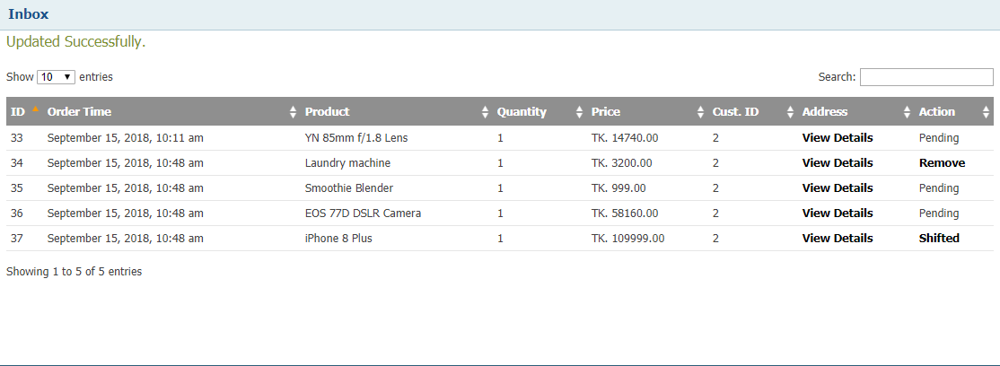 Inbox
Updated Successfully.
Show 10 entries Search:
ID Order Time Product Quantity Price Cust. ID Address Action
33 September 15, 2018, 10:11 am YN 85mm f/1.8 Lens 1 TK. 14740.00 2 View Details Pending
34 September 15, 2018, 10:48 am Laundry machine 1 TK. 3200.00 2 View Details Remove
35 September 15, 2018, 10:48 am Smoothie Blender 1 TK. 999.00 2 View Details Pending
36 September 15, 2018, 10:48 am EOS 77D DSLR Camera 1 TK. 58160.00 2 View Details Pending
37 September 15, 2018, 10:48 am iPhone 8 Plus 1 TK. 109999.00 2 View Details Shifted
Showing 1 to 5 of 5 entries